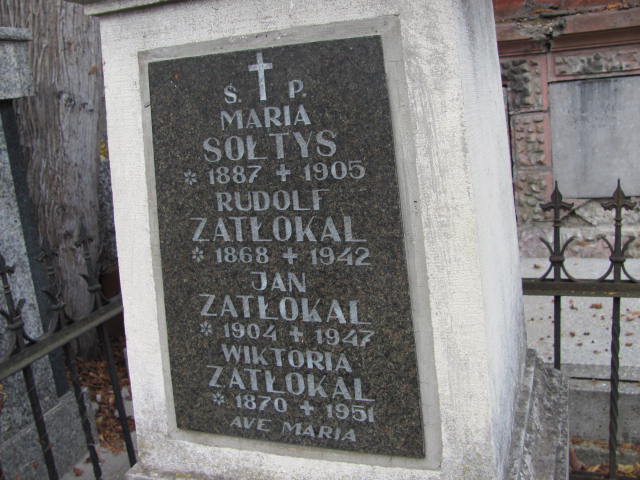 Ś. P.
MARIA
SOŁTYS
* 1887 + 1905
RUDOLF
ZATŁOKAL
* 1868 + 1942
JAN
ZATŁOKAL
* 1904 + 1947
WIKTORIA
ZATŁOKAL
* 1870 + 1951
AVE MARIA